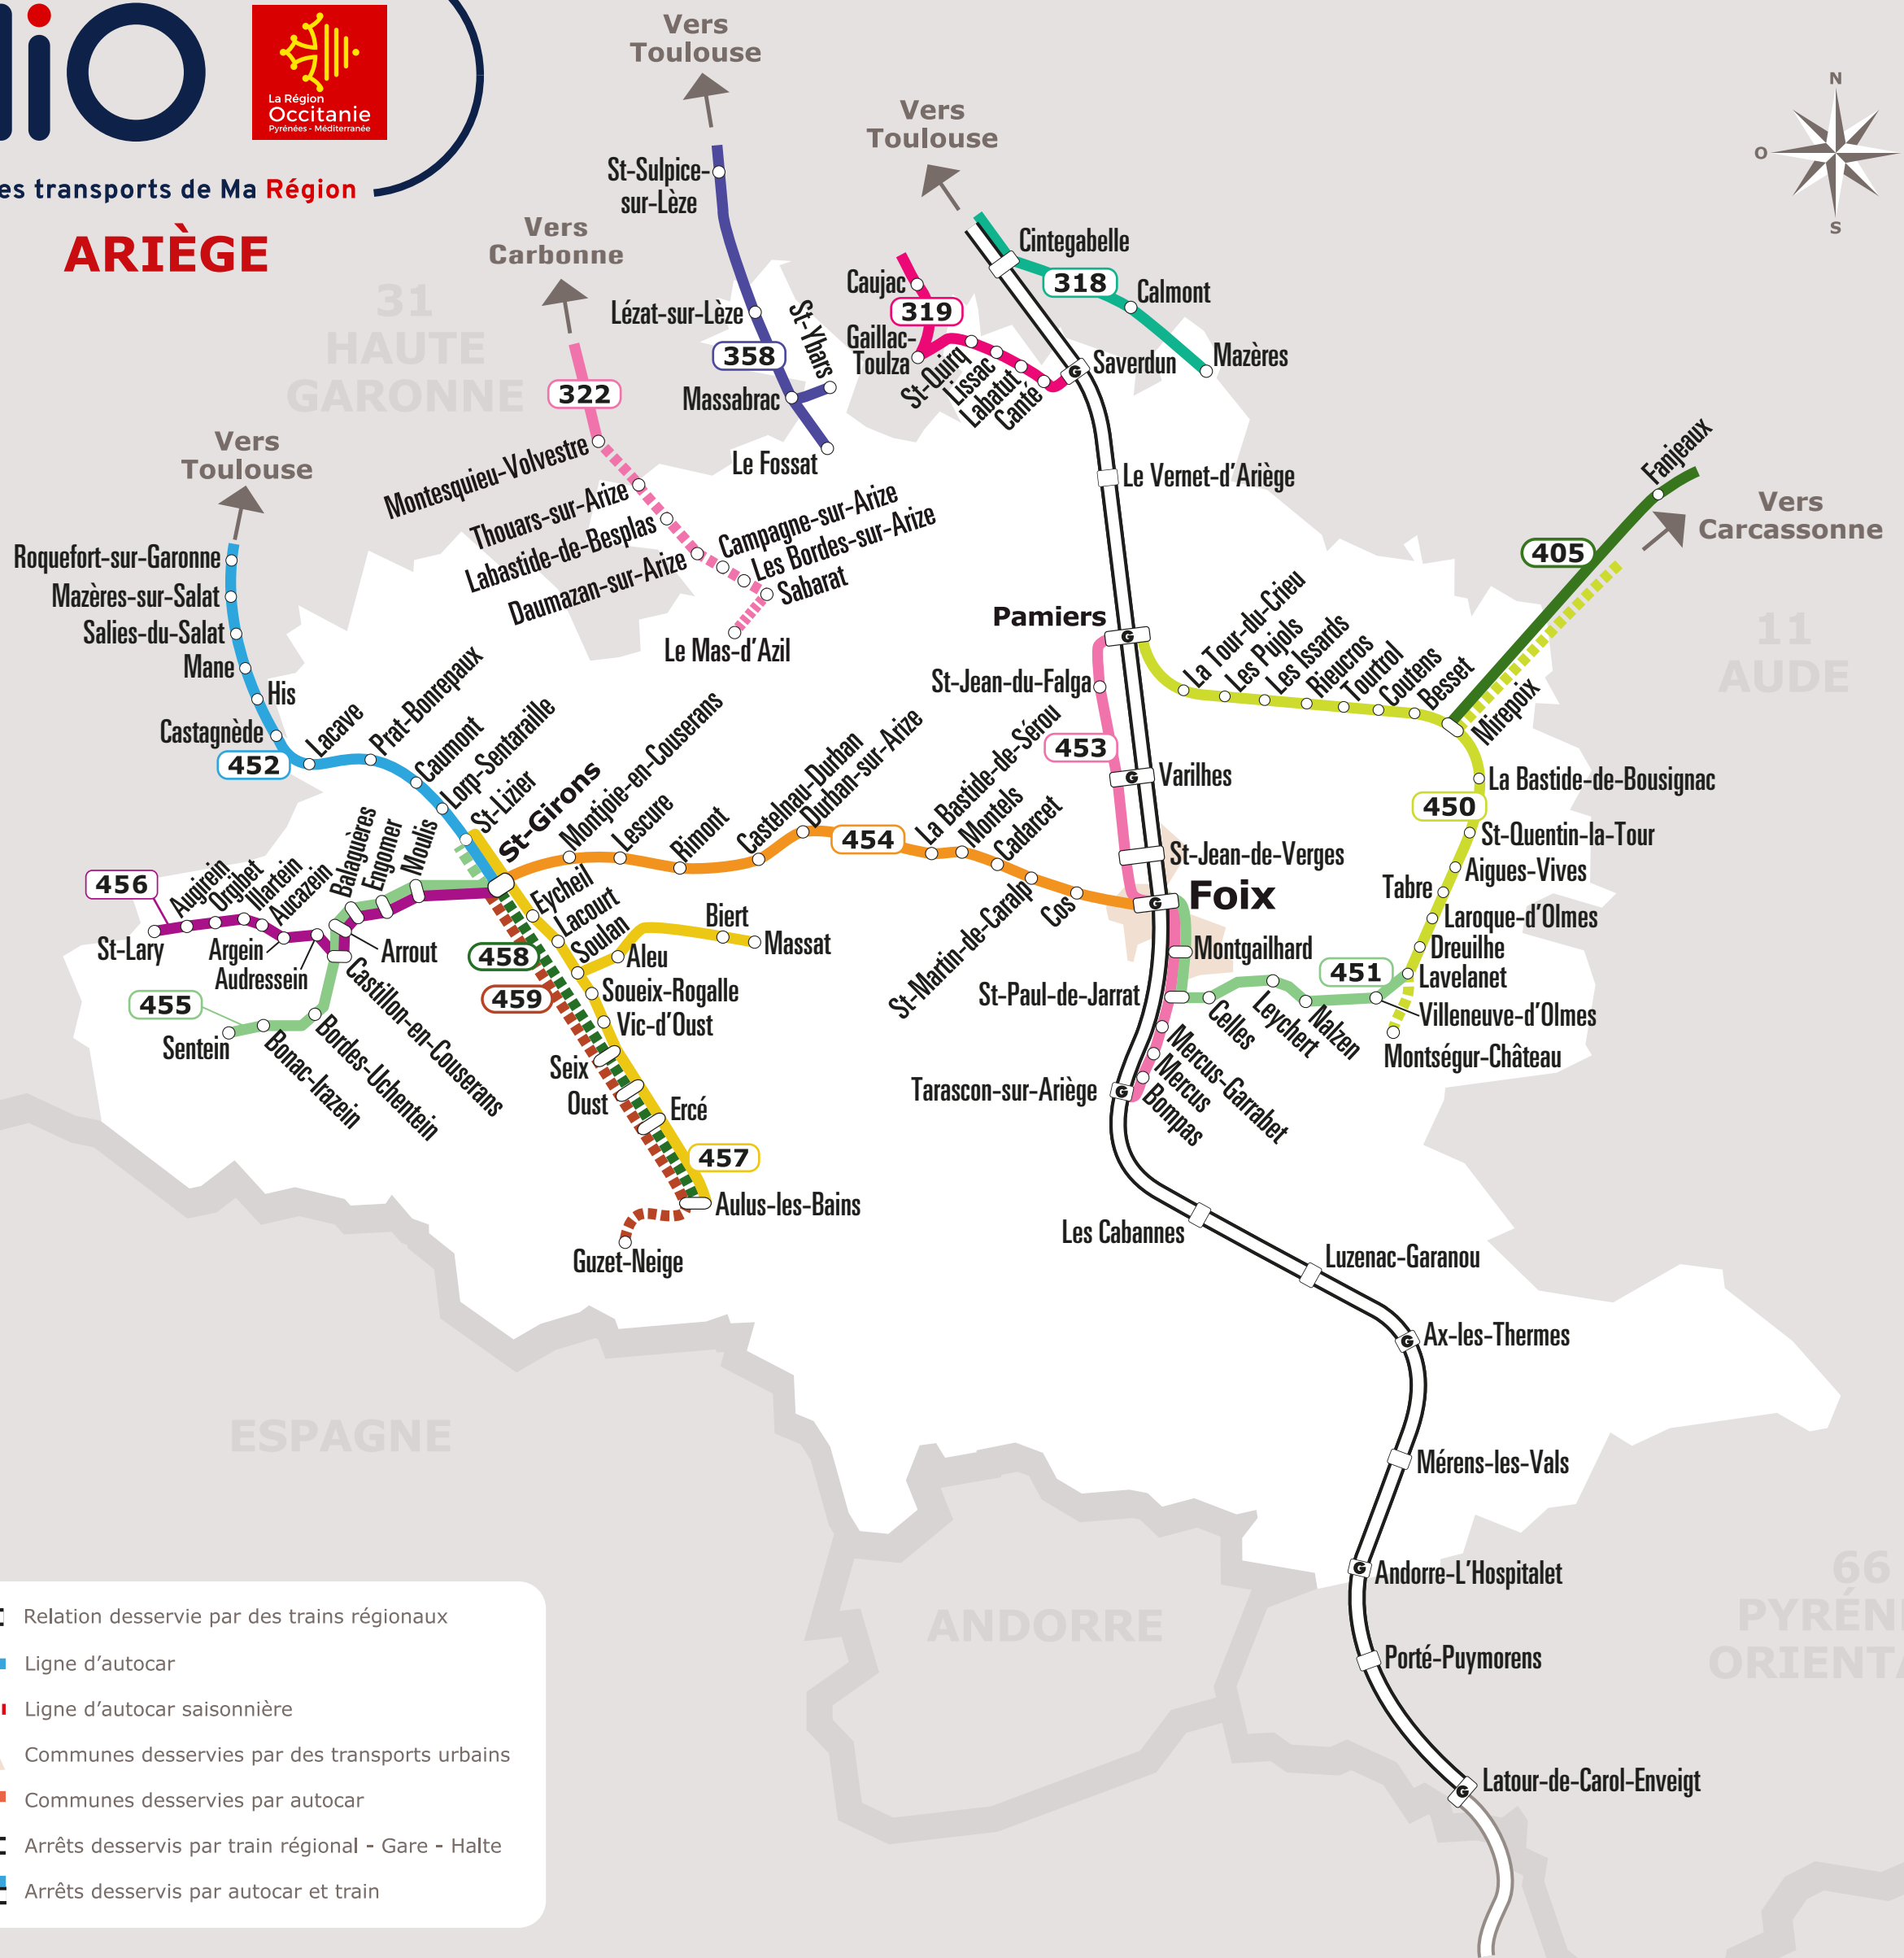 liO
La Région
Occitanie
Pyrénées - Méditerranée
es transports de Ma Région
ARIÈGE
Vers
Toulouse
Vers
Toulouse
Vers
Carbonne
Vers
Toulouse
Vers
Carcassonne
N
O
S
31
HAUTE
GARONNE
11
AUDE
66
ESPAGNE
ANDORRE
St-Sulpice-
sur-Lèze
Lézat-sur-Lèze
358
St-Ybars
Massabrac
Le Fossat
Cintegabelle
318
Calmont
Mazères
Caujac
319
Gaillac-
Toulza
St-Quirq
Lissac
Labatut
Canté
Saverdun
Le Vernet-d'Ariège
322
Montesquieu-Volvestre
Thouars-sur-Arize
Labastide-de-Besplas
Daumazan-sur-Arize
Campagne-sur-Arize
Les Bordes-sur-Arize
Sabarat
Le Mas-d'Azil
Fanjeaux
405
Roquefort-sur-Garonne
Mazères-sur-Salat
Salies-du-Salat
Mane
His
Castagnède
452
Lacave
Prat-Bonrepaux
Caumont
Lorp-Sentaraille
St-Lizier
St-Girons
Pamiers
St-Jean-du-Falga
453
Varilhes
St-Jean-de-Verges
Foix
La Tour-du-Crieu
Les Pujols
Les Issards
Rieucros
Tourtrol
Coutens
Besset
Mirepoix
La Bastide-de-Bousignac
450
St-Quentin-la-Tour
Aigues-Vives
Tabre
Laroque-d'Olmes
Dreuilhe
Lavelanet
Villeneuve-d'Olmes
Montségur-Château
451
Montjoie-en-Couserans
Lescure
Rimont
Castelnau-Durban
Durban-sur-Arize
454
La Bastide-de-Sérou
Montels
Cadarcet
St-Martin-de-Caralp
Cos
Montgailhard
St-Paul-de-Jarrat
Celles
Leychert
Nalzen
Mercus-Garrabet
Mercus
Bompas
Tarascon-sur-Ariège
456
Augirein
Orgibet
Illartein
Aucazein
Balaguères
Engomer
Moulis
St-Lary
Argein
Audressein
Arrout
Castillon-en-Couserans
455
Sentein
Bonac-Irazein
Bordes-Uchentein
458
459
Eycheil
Lacourt
Soulan
Aleu
Biert
Massat
Soueix-Rogalle
Vic-d'Oust
Seix
Oust
Ercé
457
Aulus-les-Bains
Guzet-Neige
Les Cabannes
Luzenac-Garanou
Ax-les-Thermes
Mérens-les-Vals
Andorre-L'Hospitalet
Porté-Puymorens
Latour-de-Carol-Enveigt
Relation desservie par des trains régionaux
Ligne d'autocar
Ligne d'autocar saisonnière
Communes desservies par des transports urbains
Communes desservies par autocar
Arrêts desservis par train régional - Gare - Halte
Arrêts desservis par autocar et train